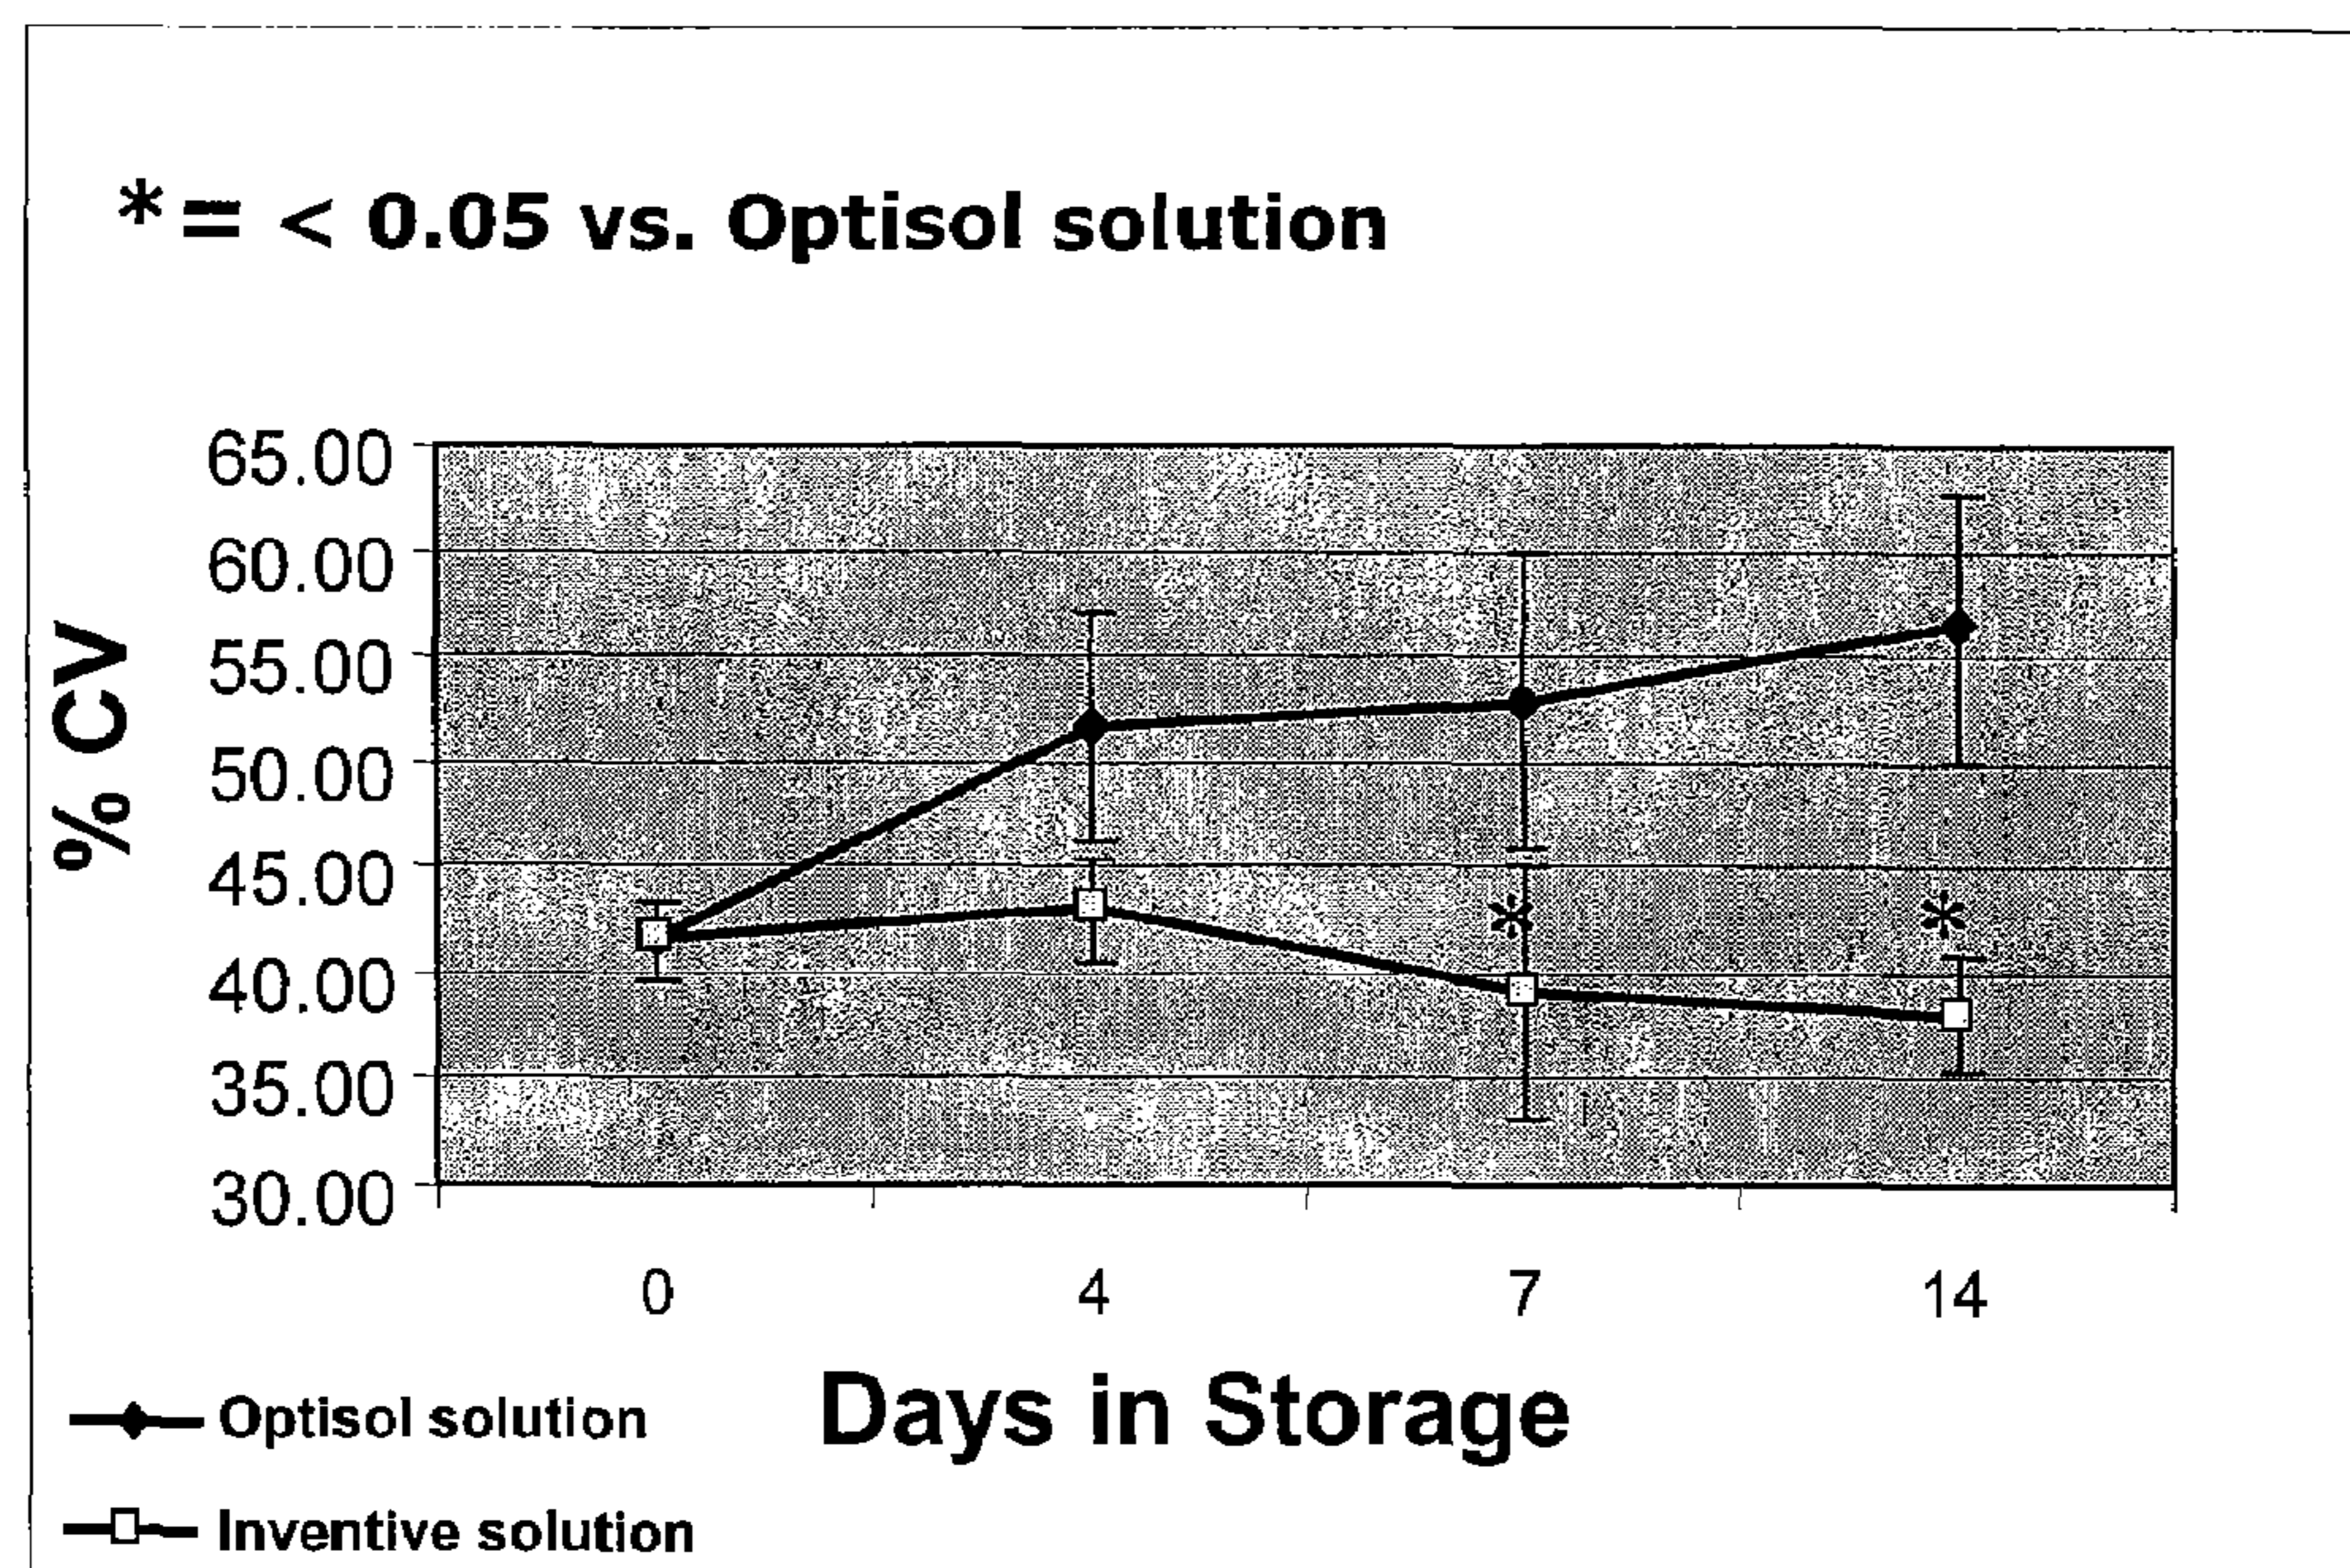 *= < 0.05 vs. Optisol solution
65.00
60.00
55.00
50.00
45.00
40.00
35.00
30.00
% CV
*
*
0 4 7 14
Days in Storage
Optisol solution
Inventive solution